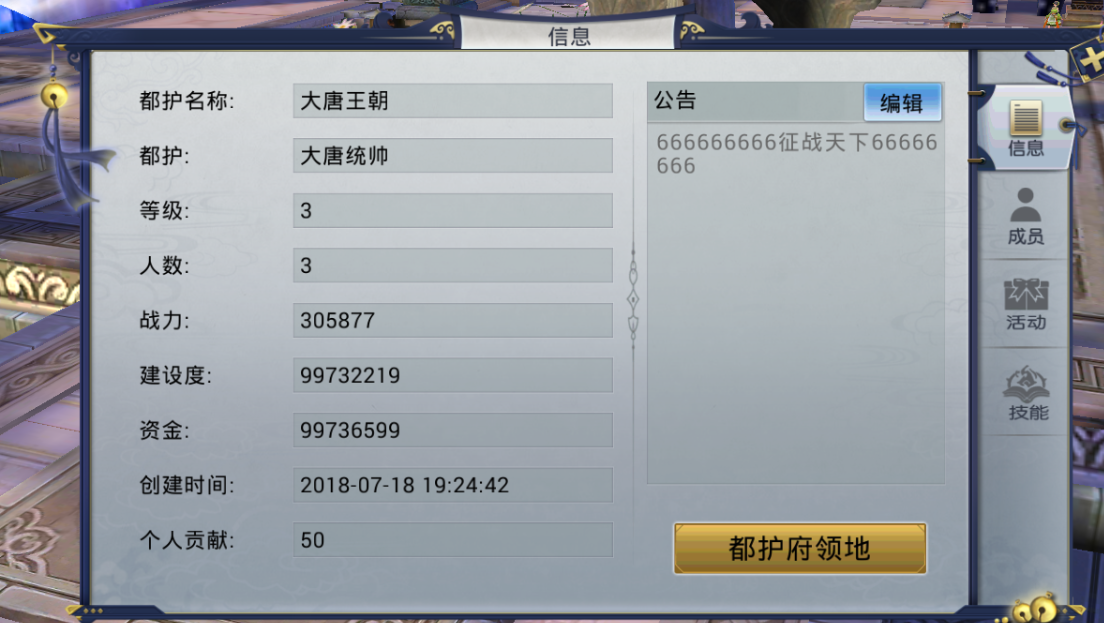 信息
都护名称: 大唐王朝
都护: 大唐统帅
等级: 3
人数: 3
战力: 305877
建设度: 99732219
资金: 99736599
创建时间: 2018-07-18 19:24:42
个人贡献: 50
公告 编辑
666666666征战天下66666
666
都护府领地
信息
成员
活动
技能